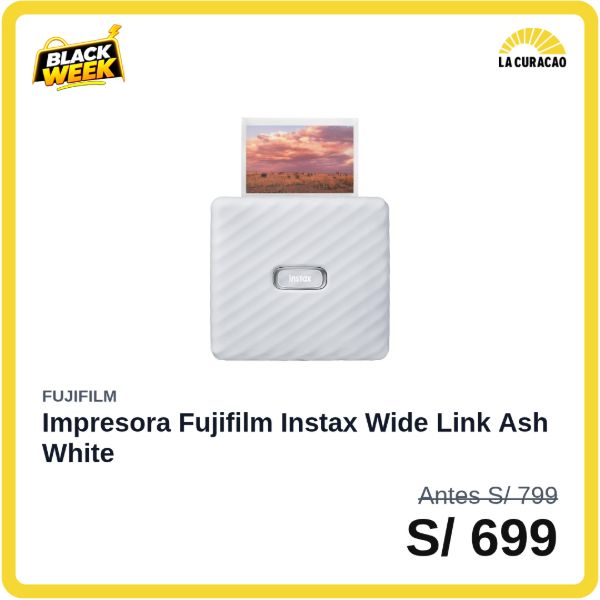 BLACK
WEEK
LA CURACAO
instax
FUJIFILM
Impresora Fujifilm Instax Wide Link Ash
White
Antes S/ 799
S/ 699